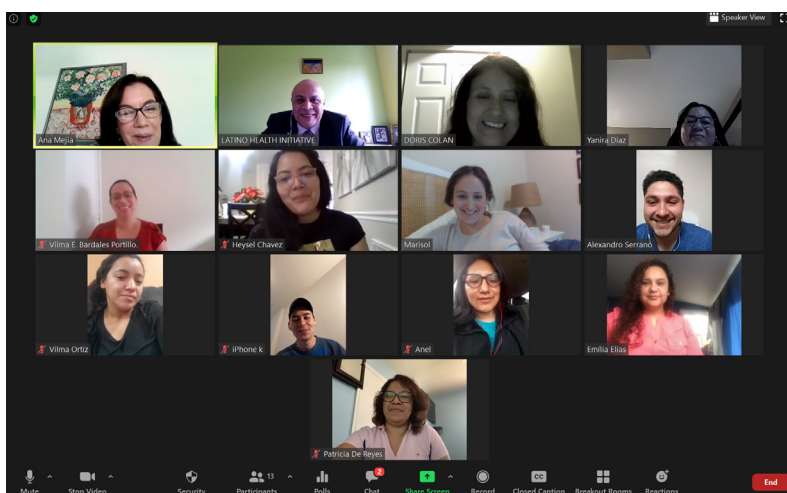 Speaker View
Ana Mejia
LATINO HEALTH INITIATIVE
DORIS COLAN
Yanira Diaz
Vilma E. Bardales Portillo.
Heysel Chavez
Marisol
Alexandro Serrano
Vilma Ortiz
iPhone k
Anel
Emilia Elias
Patricia De Reyes
Mute
Stop Video
Security
13
Participants
Polls
2
Chat
Share Screen
Record
CC
Closed Caption
Breakout Rooms
Reactions
End